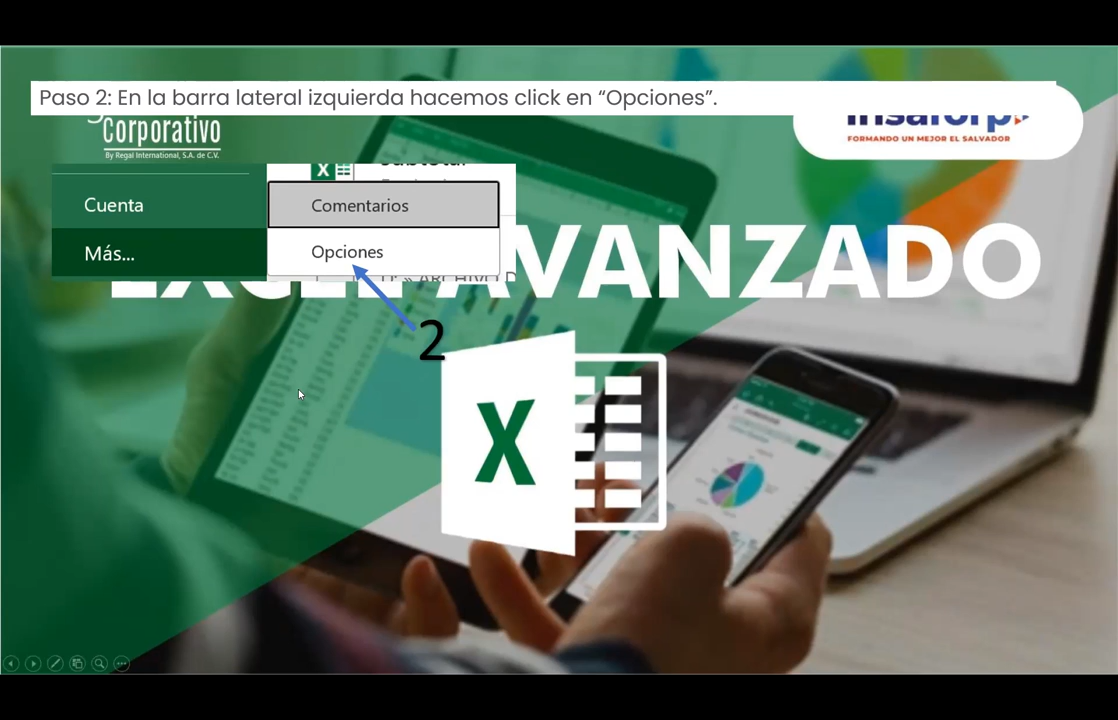 Paso 2: En la barra lateral izquierda hacemos click en “Opciones”.
Corporativo
By Regal International, S.A. de C.V.
FORMANDO UN MEJOR EL SALVADOR
Cuenta
Comentarios
Más...
Opciones
AVANZADO
2
X
X